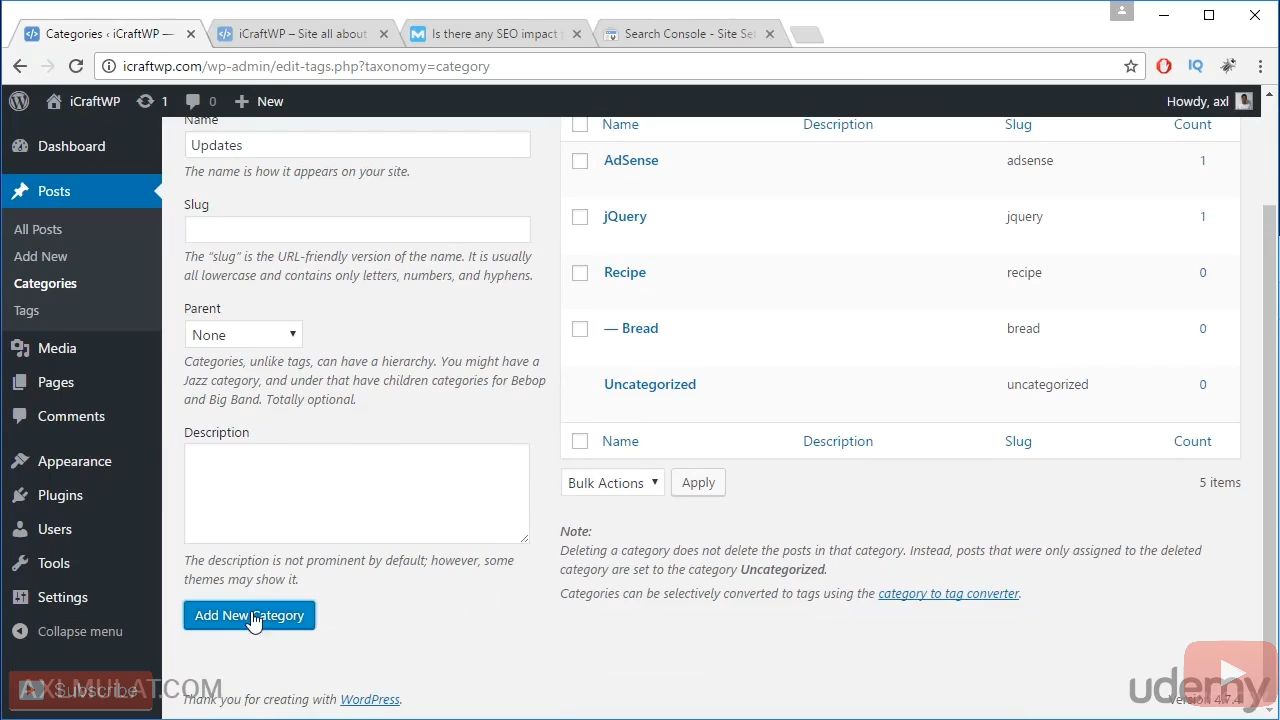 Categories ‹ iCraftWP —
iCraftWP – Site all about
Is there any SEO impact
Search Console - Site Se
icraftwp.com/wp-admin/edit-tags.php?taxonomy=category
IQ
iCraftWP
1
0
New
Howdy, axl
Dashboard
Posts
All Posts
Add New
Categories
Tags
Media
Pages
Comments
Appearance
Plugins
Users
Tools
Settings
Collapse menu
Name
Updates
The name is how it appears on your site.
Slug
The “slug” is the URL-friendly version of the name. It is usually
all lowercase and contains only letters, numbers, and hyphens.
Parent
None
Categories, unlike tags, can have a hierarchy. You might have a
Jazz category, and under that have children categories for Bebop
and Big Band. Totally optional.
Description
The description is not prominent by default; however, some
themes may show it.
Add New Category
Name Description Slug Count
AdSense adsense 1
jQuery jquery 1
Recipe recipe 0
— Bread bread 0
Uncategorized uncategorized 0
Name Description Slug Count
Bulk Actions
Apply
5 items
Note:
Deleting a category does not delete the posts in that category. Instead, posts that were only assigned to the deleted
category are set to the category Uncategorized.
Categories can be selectively converted to tags using the category to tag converter.
Subscribe
AXLMULAT.COM
Thank you for creating with WordPress.
udemy
Version 4.7.4